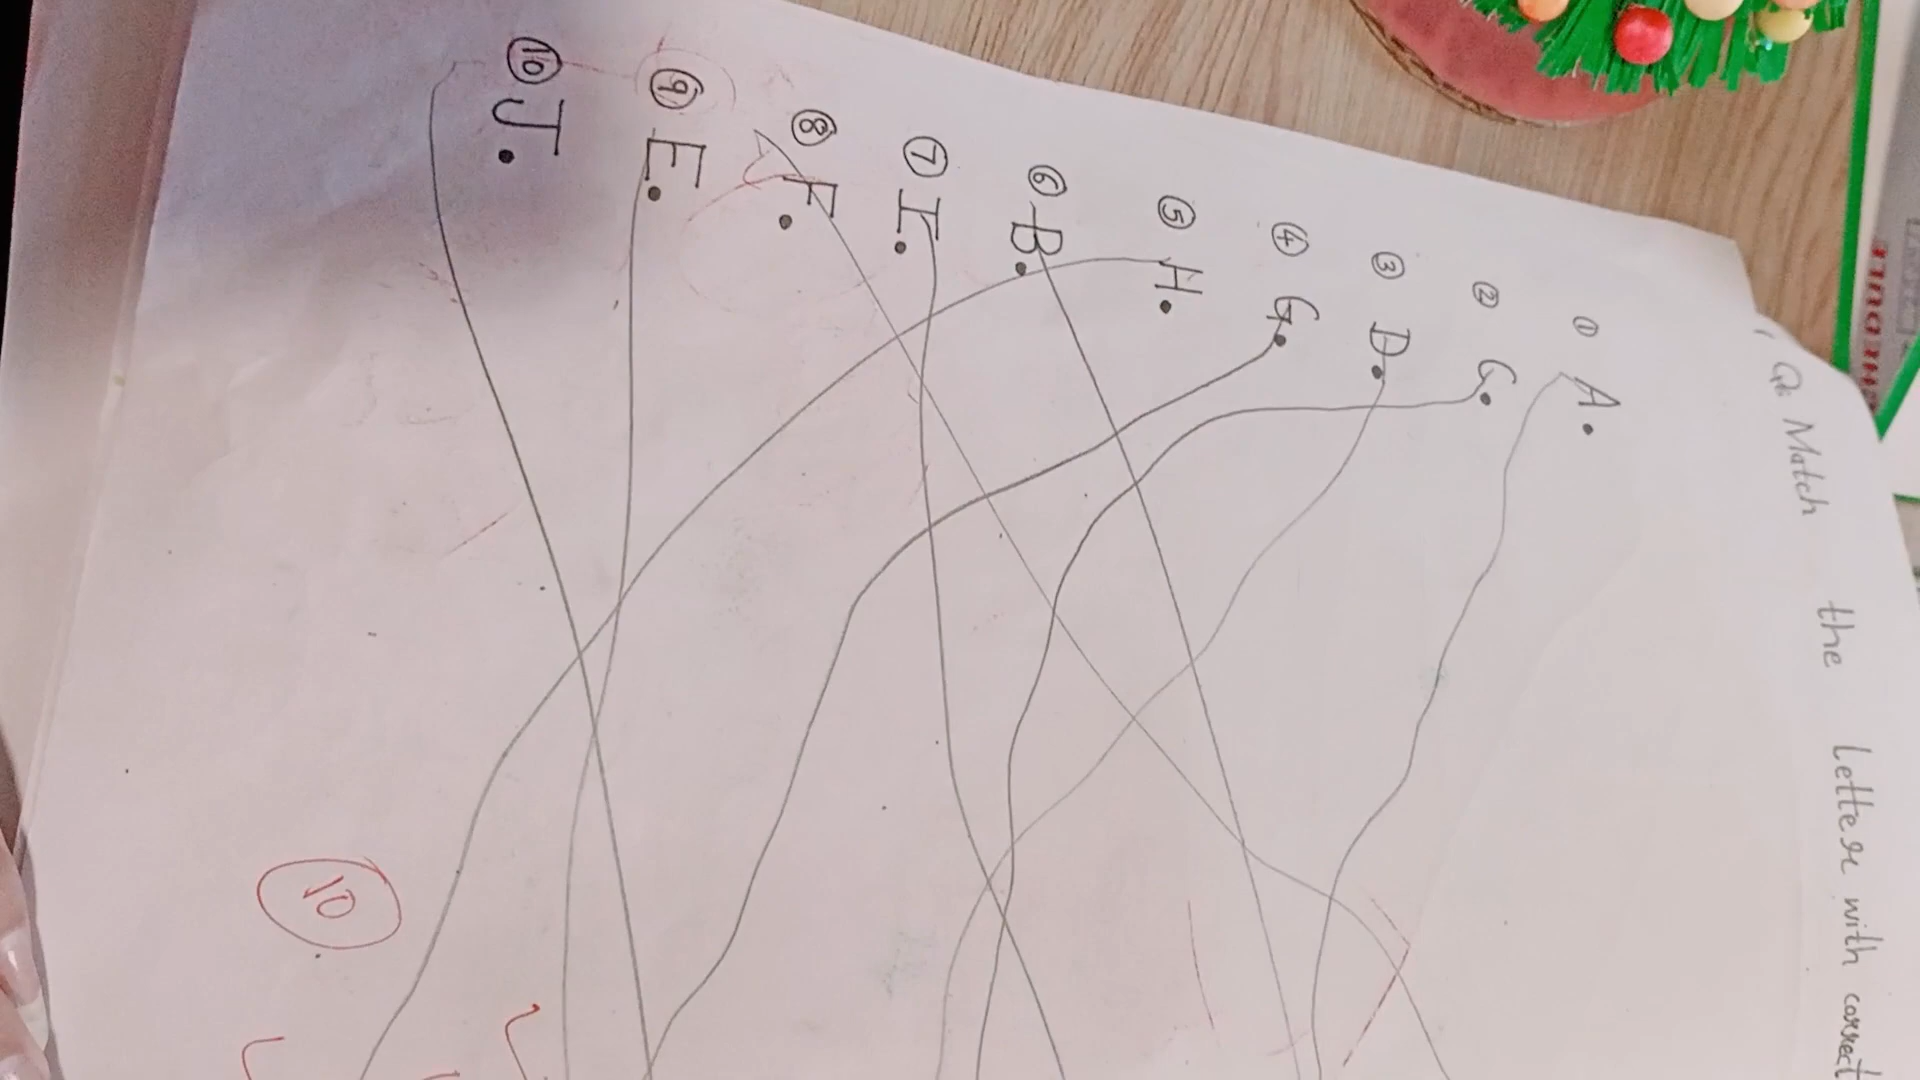 Q: Match the letter with correct
① A.
② C.
③ D.
④ G.
⑤ H.
⑥ B.
⑦ I.
⑧ F.
⑨ E.
⑩ J.
10